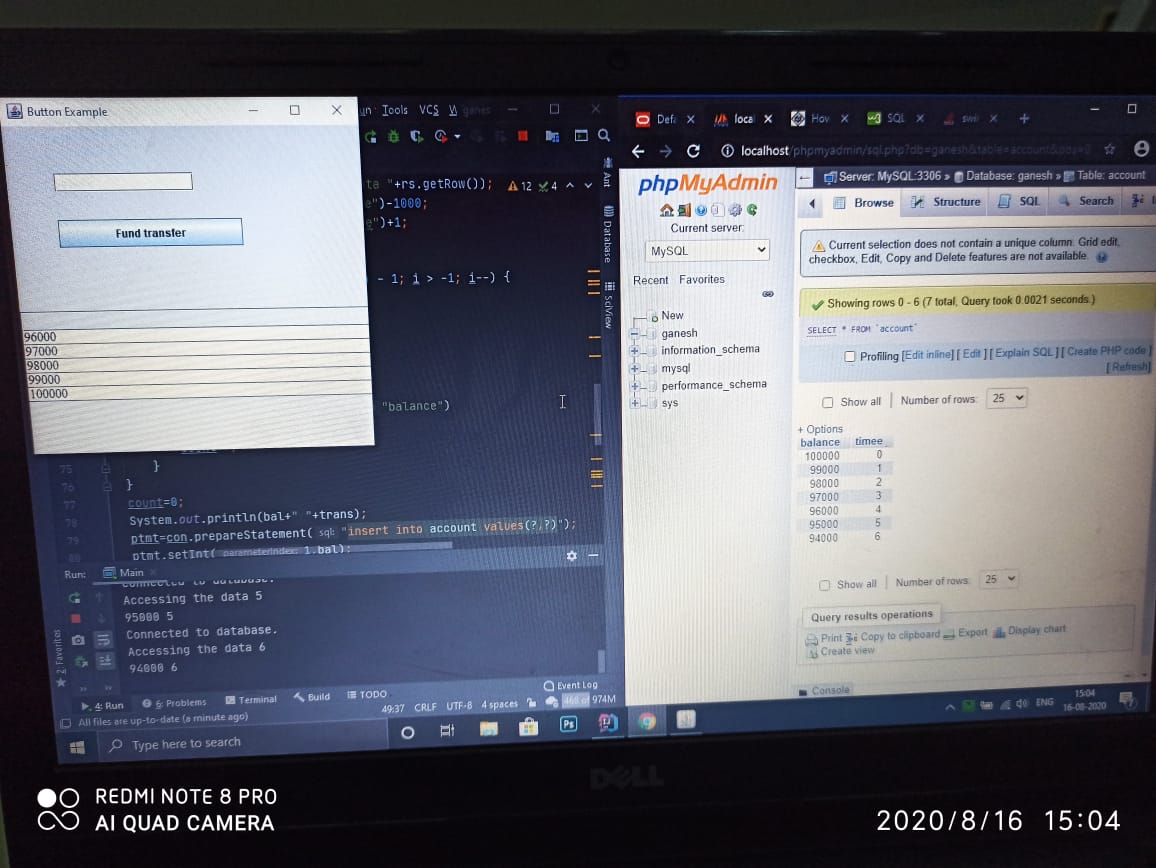 Button Example
Fund transfer
96000
97000
98000
99000
100000
Tools VCS
ta "+rs.getRow());
12 4
e")-1000;
e")+1;
- 1; i > -1; i--) {
"balance")
75 }
76 }
77 count=0;
78 System.out.println(bal+" "+trans);
79 ptmt=con.prepareStatement( sql: "insert into account values(?,?)");
80 ptmt.setInt( parameterIndex: 1,bal);
Ant
Database
SciView
2: Favorites
Run: Main
Connected to database.
Accessing the data 5
95000 5
Connected to database.
Accessing the data 6
94000 6
4: Run 6: Problems Terminal Build TODO Event Log
All files are up-to-date (a minute ago)
49:37 CRLF UTF-8 4 spaces 974M
Type here to search
Ps
Defa loca Hov SQL swi
localhost/phpmyadmin/sql.php?db=ganesh&table=account&pos=0
phpMyAdmin
Current server:
MySQL
Recent Favorites
New
ganesh
information_schema
mysql
performance_schema
sys
Server: MySQL:3306 » Database: ganesh » Table: account
Browse Structure SQL Search
Current selection does not contain a unique column. Grid edit,
checkbox, Edit, Copy and Delete features are not available.
Showing rows 0 - 6 (7 total, Query took 0.0021 seconds.)
SELECT * FROM `account`
Profiling [Edit inline] [ Edit ] [ Explain SQL ] [ Create PHP code ]
[ Refresh]
Show all Number of rows: 25
+ Options
balance timee
100000 0
99000 1
98000 2
97000 3
96000 4
95000 5
94000 6
Show all Number of rows: 25
Query results operations
Print Copy to clipboard Export Display chart
Create view
Console
ENG
15:04
16-08-2020
DELL
REDMI NOTE 8 PRO
AI QUAD CAMERA
2020/8/16 15:04